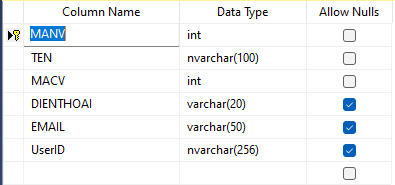 Column Name Data Type Allow Nulls
MANV int
TEN nvarchar(100)
MACV int
DIENTHOAI varchar(20)
EMAIL varchar(50)
UserID nvarchar(256)